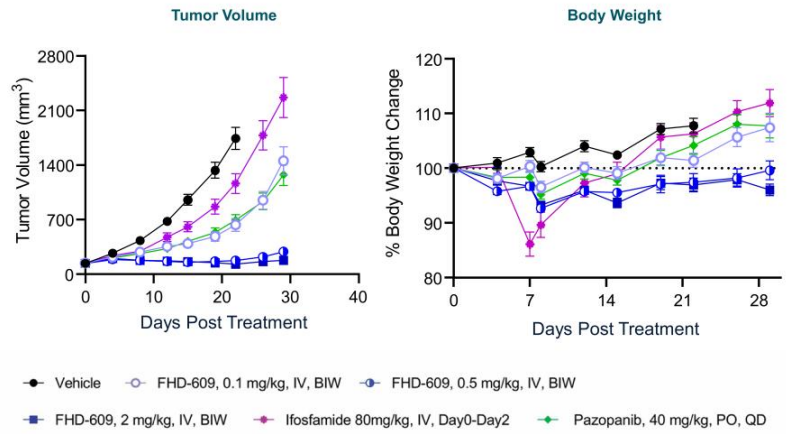 Tumor Volume
Body Weight
Tumor Volume (mm³)
2800
2100
1400
700
0
0 10 20 30 40
Days Post Treatment
% Body Weight Change
120
110
100
90
80
0 7 14 21 28
Days Post Treatment
Vehicle FHD-609, 0.1 mg/kg, IV, BIW FHD-609, 0.5 mg/kg, IV, BIW
FHD-609, 2 mg/kg, IV, BIW Ifosfamide 80mg/kg, IV, Day0-Day2 Pazopanib, 40 mg/kg, PO, QD